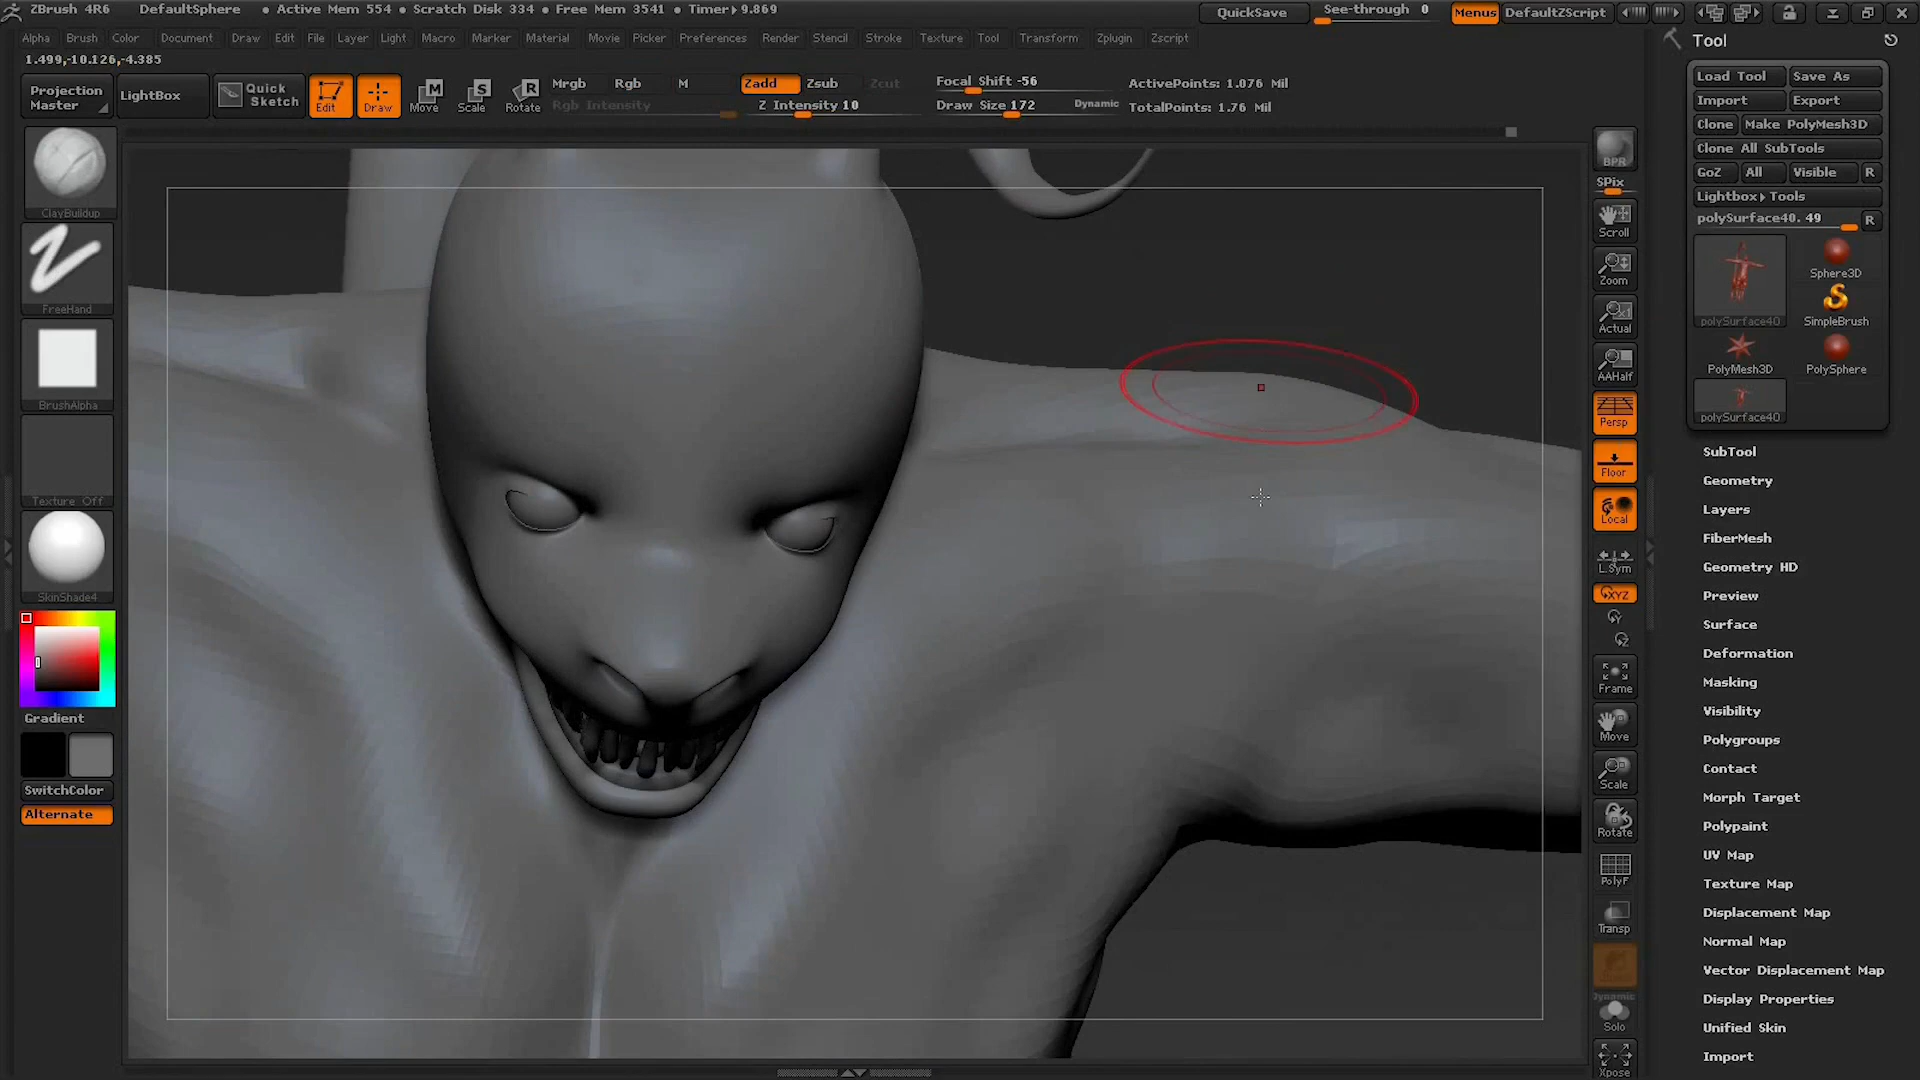 ZBrush 4R6 DefaultSphere • Active Mem 554 • Scratch Disk 334 • Free Mem 3541 • Timer▸9.869 QuickSave See-through 0 Menus DefaultZScript
Alpha Brush Color Document Draw Edit File Layer Light Macro Marker Material Movie Picker Preferences Render Stencil Stroke Texture Tool Transform Zplugin Zscript
1.499,-10.126,-4.385
Projection Master LightBox Quick Sketch Edit Draw Move Scale Rotate
Mrgb Rgb M Zadd Zsub Zcut Focal Shift -56 ActivePoints: 1.076 Mil
Rgb Intensity Z Intensity 10 Draw Size 172 Dynamic TotalPoints: 1.76 Mil
ClayBuildup
FreeHand
BrushAlpha
Texture Off
SkinShade4
Gradient
SwitchColor
Alternate
BPR
SPix
Scroll
Zoom
Actual
AAHalf
Persp
Floor
Local
L.Sym
XYZ
Y
Z
Frame
Move
Scale
Rotate
PolyF
Transp
Dynamic
Solo
Xpose
Tool
Load Tool Save As
Import Export
Clone Make PolyMesh3D
Clone All SubTools
GoZ All Visible R
Lightbox▸Tools
polySurface40. 49 R
polySurface40 Sphere3D
SimpleBrush
PolyMesh3D PolySphere
polySurface40
SubTool
Geometry
Layers
FiberMesh
Geometry HD
Preview
Surface
Deformation
Masking
Visibility
Polygroups
Contact
Morph Target
Polypaint
UV Map
Texture Map
Displacement Map
Normal Map
Vector Displacement Map
Display Properties
Unified Skin
Import